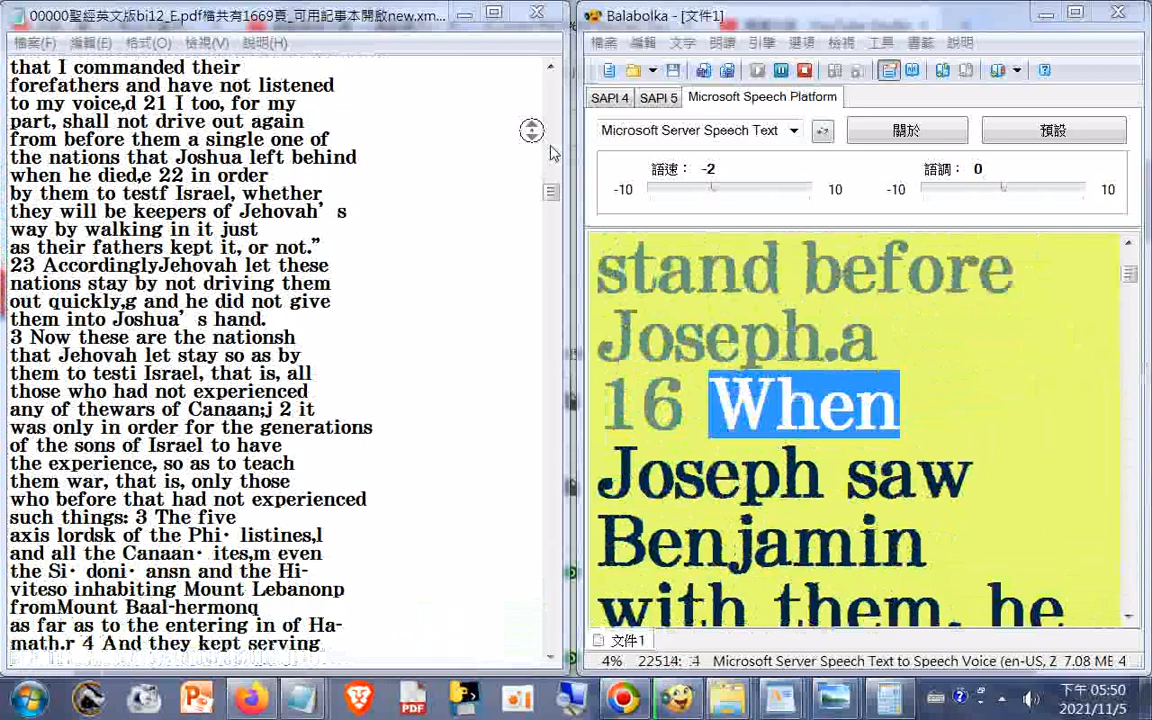 00000聖經英文版bi12_E.pdf檔共有1669頁_可用記事本開啟new.xm...
檔案(F) 編輯(E) 格式(O) 檢視(V) 說明(H)
that I commanded their
forefathers and have not listened
to my voice,d 21 I too, for my
part, shall not drive out again
from before them a single one of
the nations that Joshua left behind
when he died,e 22 in order
by them to testf Israel, whether
they will be keepers of Jehovah’s
way by walking in it just
as their fathers kept it, or not.”
23 AccordinglyJehovah let these
nations stay by not driving them
out quickly,g and he did not give
them into Joshua’s hand.
3 Now these are the nationsh
that Jehovah let stay so as by
them to testi Israel, that is, all
those who had not experienced
any of thewars of Canaan;j 2 it
was only in order for the generations
of the sons of Israel to have
the experience, so as to teach
them war, that is, only those
who before that had not experienced
such things: 3 The five
axis lordsk of the Phi‧listines,l
and all the Canaan‧ites,m even
the Si‧doni‧ansn and the Hi-
viteso inhabiting Mount Lebanonp
fromMount Baal-hermonq
as far as to the entering in of Ha-
math.r 4 And they kept serving
Balabolka - [文件1]
檔案 編輯 文字 朗讀 引擎 選項 檢視 工具 書籤 說明
SAPI 4 SAPI 5 Microsoft Speech Platform
Microsoft Server Speech Text 關於 預設
語速： -2 語調： 0
-10 10 -10 10
stand before
Joseph.a
16 When
Joseph saw
Benjamin
with them, he
文件1
4% 22514: 4 Microsoft Server Speech Text to Speech Voice (en-US, Z 7.08 MB 4
下午 05:50
2021/11/5